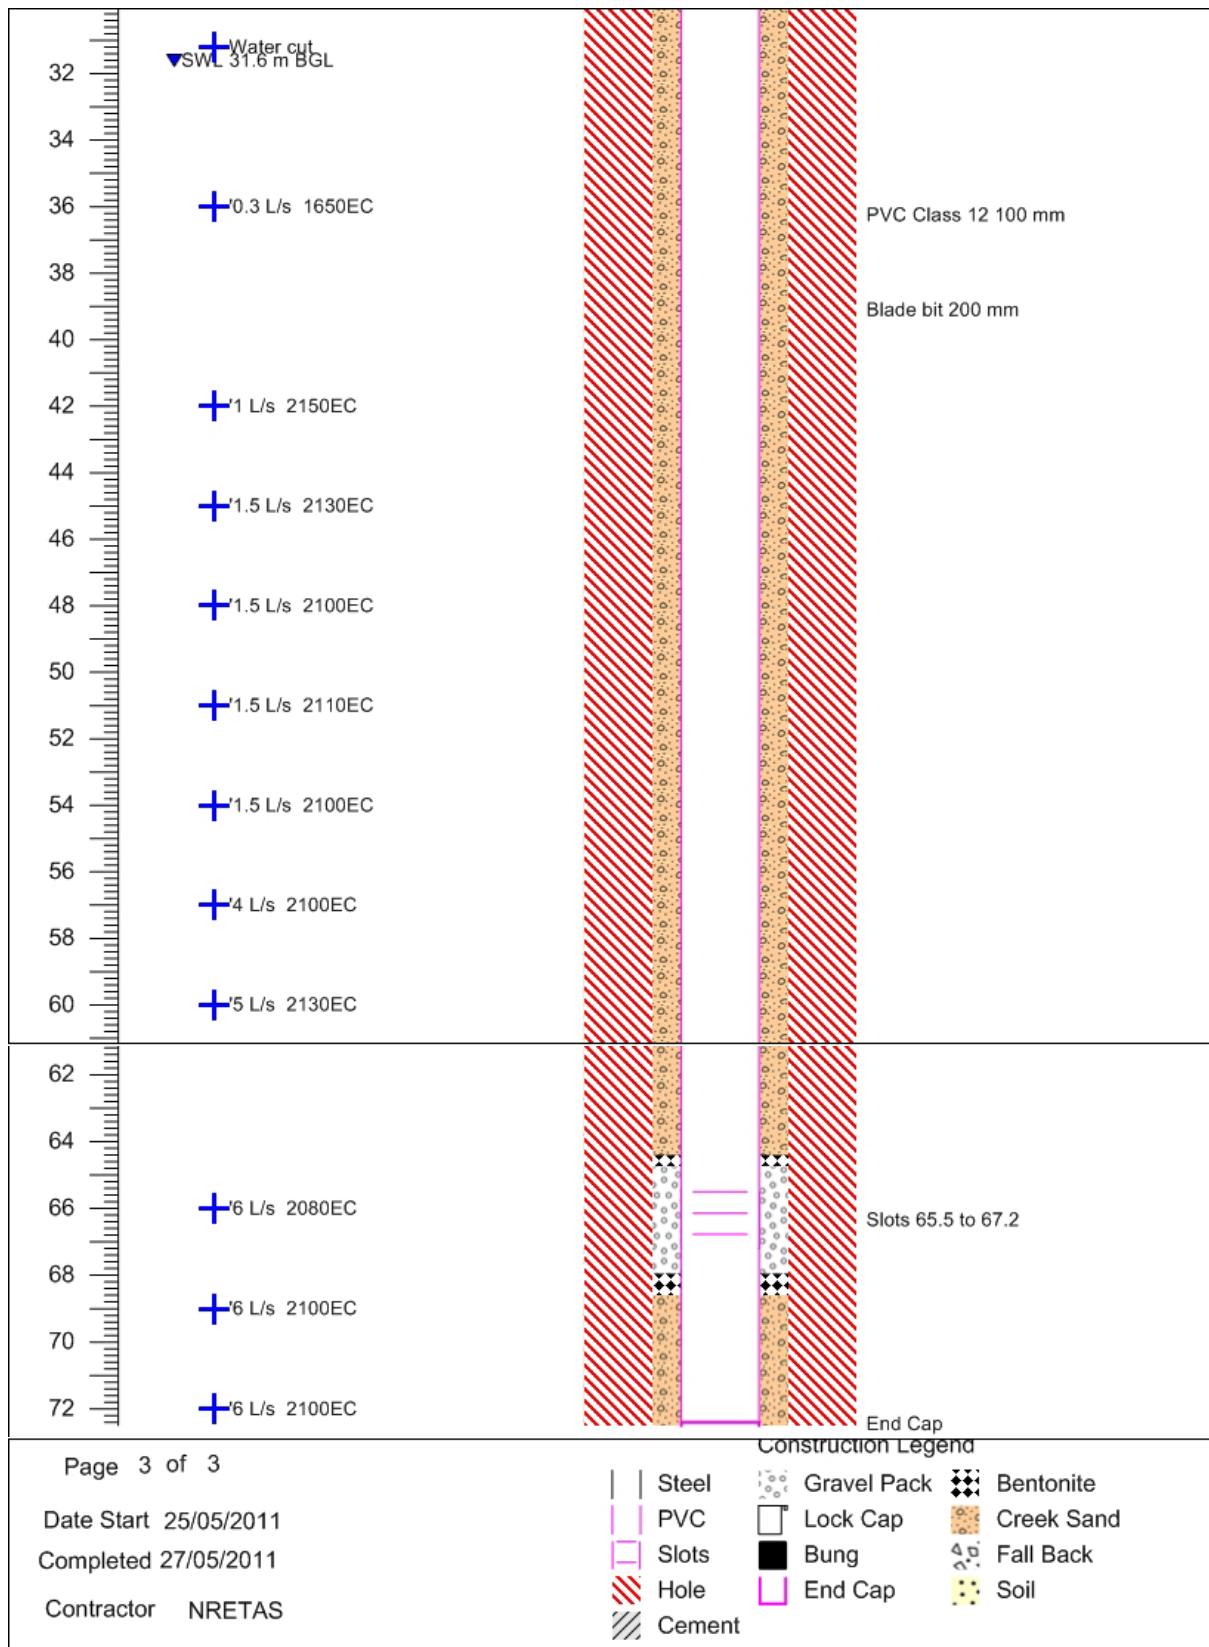 Water cut
SWL 31.6 m BGL
32
34
36
'0.3 L/s 1650EC
PVC Class 12 100 mm
38
Blade bit 200 mm
40
42
'1 L/s 2150EC
44
'1.5 L/s 2130EC
46
48
'1.5 L/s 2100EC
50
'1.5 L/s 2110EC
52
54
'1.5 L/s 2100EC
56
'4 L/s 2100EC
58
60
'5 L/s 2130EC
62
64
66
'6 L/s 2080EC
Slots 65.5 to 67.2
68
'6 L/s 2100EC
70
72
'6 L/s 2100EC
End Cap
Page 3 of 3
Date Start 25/05/2011
Completed 27/05/2011
Contractor NRETAS
Construction Legend
Steel
PVC
Slots
Hole
Cement
Gravel Pack
Lock Cap
Bung
End Cap
Bentonite
Creek Sand
Fall Back
Soil